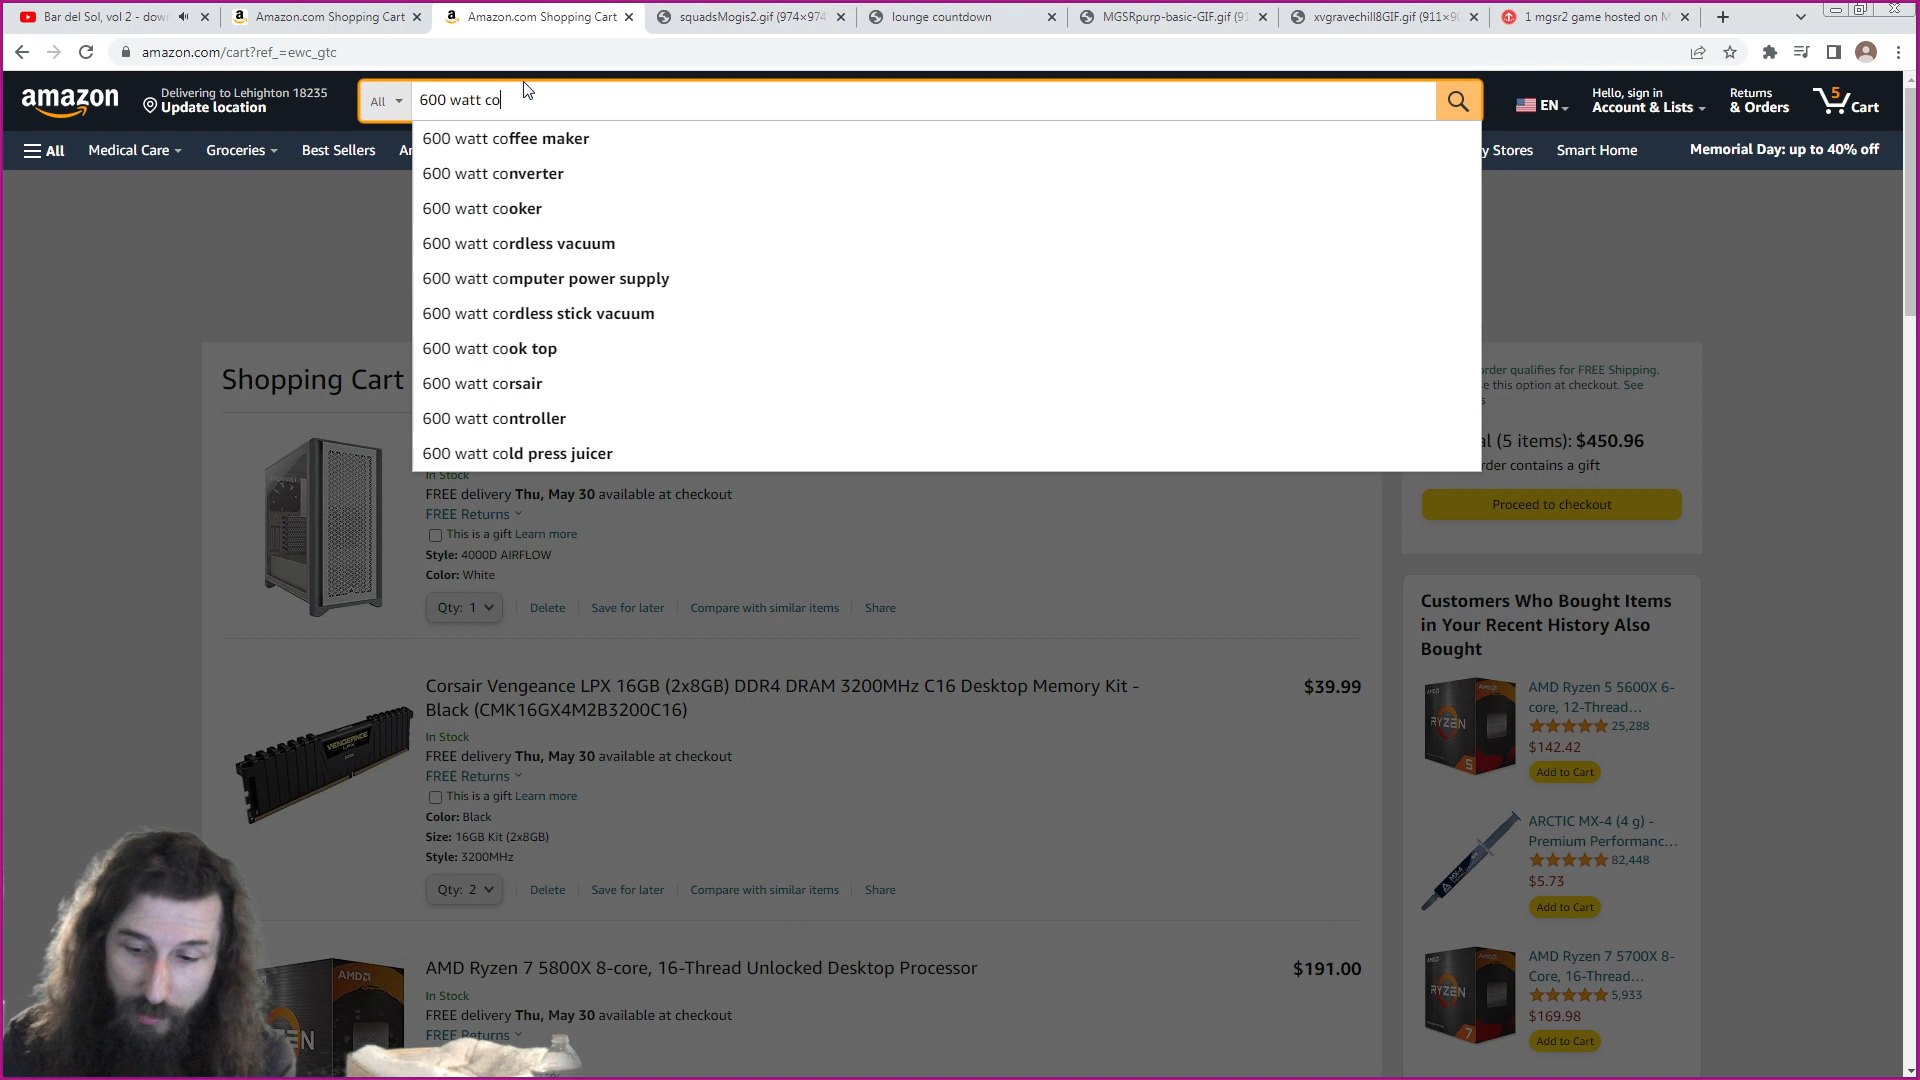 Bar del Sol, vol 2 - dow
Amazon.com Shopping Cart
Amazon.com Shopping Cart
squadsMogis2.gif (974×974
lounge countdown
MGSRpurp-basic-GIF.gif (91
xvgravechill8GIF.gif (911×90
1 mgsr2 game hosted on M
amazon.com/cart?ref_=ewc_gtc
amazon
Delivering to Lehighton 18235
Update location
All
600 watt co
EN
Hello, sign in
Account & Lists
Returns
& Orders
5
Cart
All
Medical Care
Groceries
Best Sellers
y Stores
Smart Home
Memorial Day: up to 40% off
600 watt coffee maker
600 watt converter
600 watt cooker
600 watt cordless vacuum
600 watt computer power supply
600 watt cordless stick vacuum
600 watt cook top
600 watt corsair
600 watt controller
600 watt cold press juicer
Shopping Cart
In Stock
FREE delivery Thu, May 30 available at checkout
FREE Returns
This is a gift Learn more
Style: 4000D AIRFLOW
Color: White
Qty: 1
Delete
Save for later
Compare with similar items
Share
Corsair Vengeance LPX 16GB (2x8GB) DDR4 DRAM 3200MHz C16 Desktop Memory Kit -
Black (CMK16GX4M2B3200C16)
$39.99
VENGEANCE
LPX
In Stock
FREE delivery Thu, May 30 available at checkout
FREE Returns
This is a gift Learn more
Color: Black
Size: 16GB Kit (2x8GB)
Style: 3200MHz
Qty: 2
Delete
Save for later
Compare with similar items
Share
AMD Ryzen 7 5800X 8-core, 16-Thread Unlocked Desktop Processor
$191.00
AMD
In Stock
FREE delivery Thu, May 30 available at checkout
FREE Returns
order qualifies for FREE Shipping.
e this option at checkout. See
al (5 items): $450.96
rder contains a gift
Proceed to checkout
Customers Who Bought Items
in Your Recent History Also
Bought
RYZEN
5
AMD Ryzen 5 5600X 6-
core, 12-Thread…
25,288
$142.42
Add to Cart
ARCTIC MX-4 (4 g) -
Premium Performanc…
82,448
$5.73
Add to Cart
RYZEN
7
AMD Ryzen 7 5700X 8-
Core, 16-Thread…
5,933
$169.98
Add to Cart